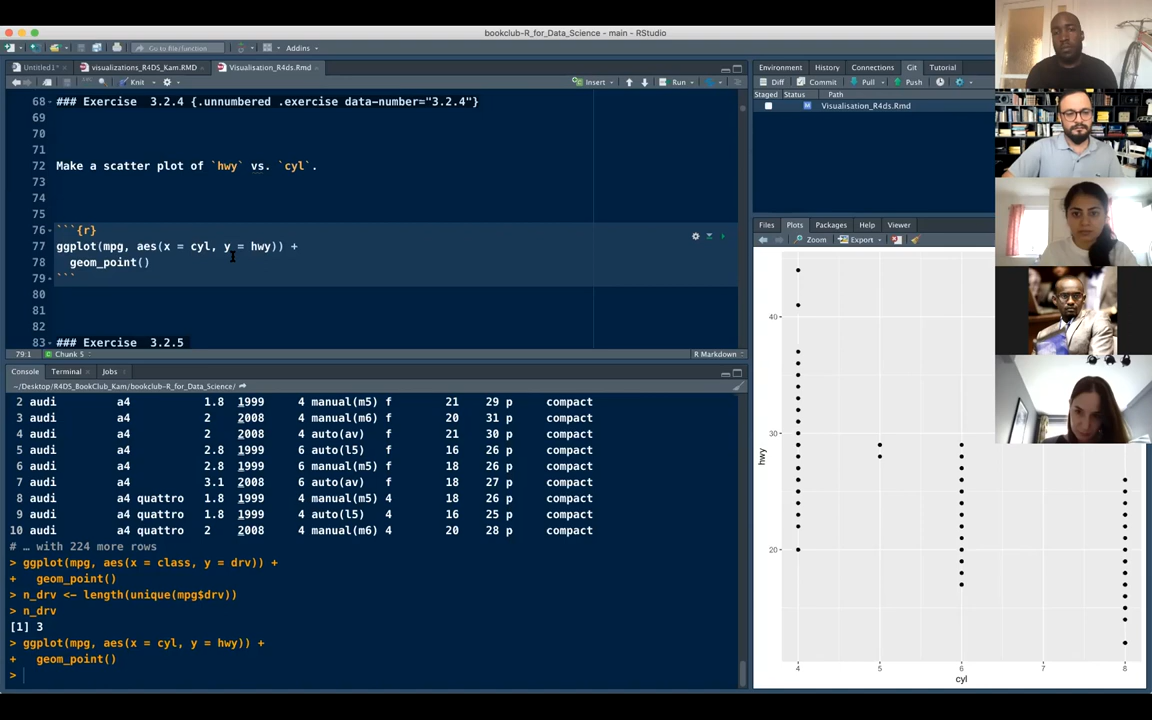 bookclub-R_for_Data_Science - main - RStudio
Go to file/function Addins
Untitled1* visualizations_R4DS_Kam.RMD Visualisation_R4ds.Rmd
Knit Insert Run
68 ### Exercise 3.2.4 {.unnumbered .exercise data-number="3.2.4"}
69
70
71
72 Make a scatter plot of `hwy` vs. `cyl`.
73
74
75
76 ```{r}
77 ggplot(mpg, aes(x = cyl, y = hwy)) +
78 geom_point()
79 ```
80
81
82
83 ### Exercise 3.2.5
79:1 Chunk 5 R Markdown
Console Terminal Jobs
~/Desktop/R4DS_BookClub_Kam/bookclub-R_for_Data_Science/
2 audi a4 1.8 1999 4 manual(m5) f 21 29 p compact
3 audi a4 2 2008 4 manual(m6) f 20 31 p compact
4 audi a4 2 2008 4 auto(av) f 21 30 p compact
5 audi a4 2.8 1999 6 auto(l5) f 16 26 p compact
6 audi a4 2.8 1999 6 manual(m5) f 18 26 p compact
7 audi a4 3.1 2008 6 auto(av) f 18 27 p compact
8 audi a4 quattro 1.8 1999 4 manual(m5) 4 18 26 p compact
9 audi a4 quattro 1.8 1999 4 auto(l5) 4 16 25 p compact
10 audi a4 quattro 2 2008 4 manual(m6) 4 20 28 p compact
# … with 224 more rows
> ggplot(mpg, aes(x = class, y = drv)) +
+ geom_point()
> n_drv <- length(unique(mpg$drv))
> n_drv
[1] 3
> ggplot(mpg, aes(x = cyl, y = hwy)) +
+ geom_point()
>
Environment History Connections Git Tutorial
Diff Commit Pull Push
Staged Status Path
M Visualisation_R4ds.Rmd
Files Plots Packages Help Viewer
Zoom Export
40
30
hwy
20
4 5 6 7 8
cyl